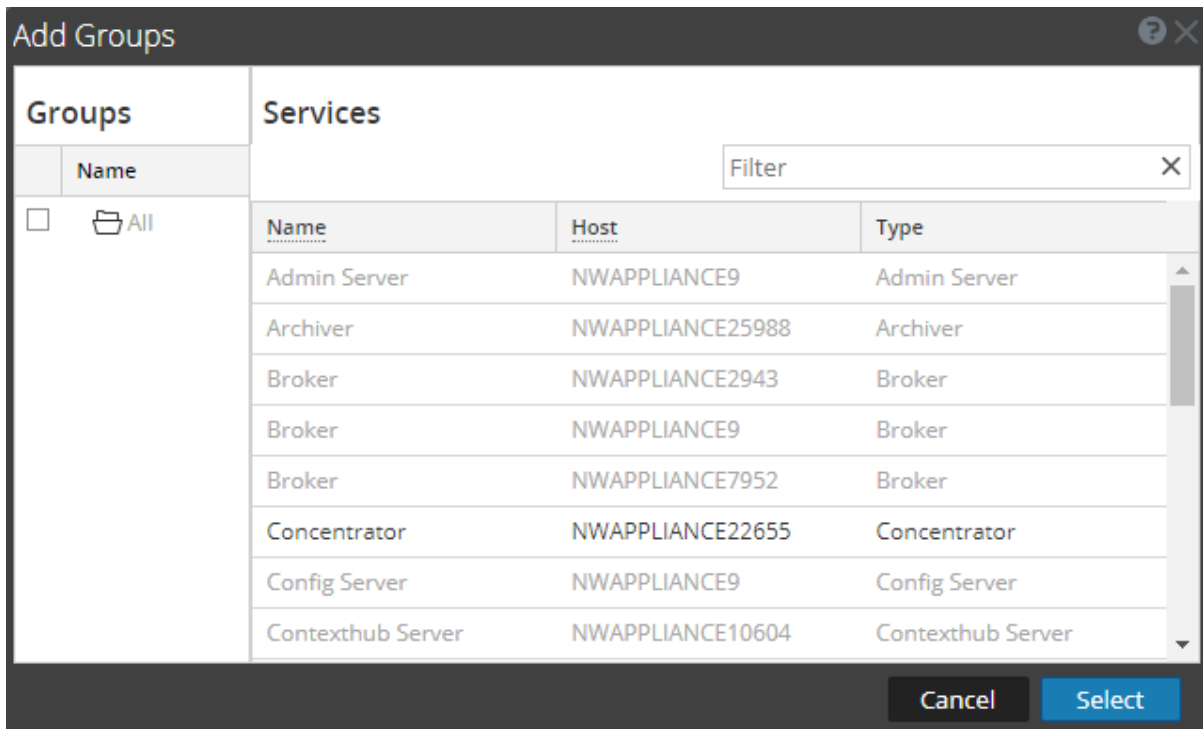 Add Groups
Groups
Services
Name
Filter
All
Name Host Type
Admin Server NWAPPLIANCE9 Admin Server
Archiver NWAPPLIANCE25988 Archiver
Broker NWAPPLIANCE2943 Broker
Broker NWAPPLIANCE9 Broker
Broker NWAPPLIANCE7952 Broker
Concentrator NWAPPLIANCE22655 Concentrator
Config Server NWAPPLIANCE9 Config Server
Contexthub Server NWAPPLIANCE10604 Contexthub Server
Cancel Select